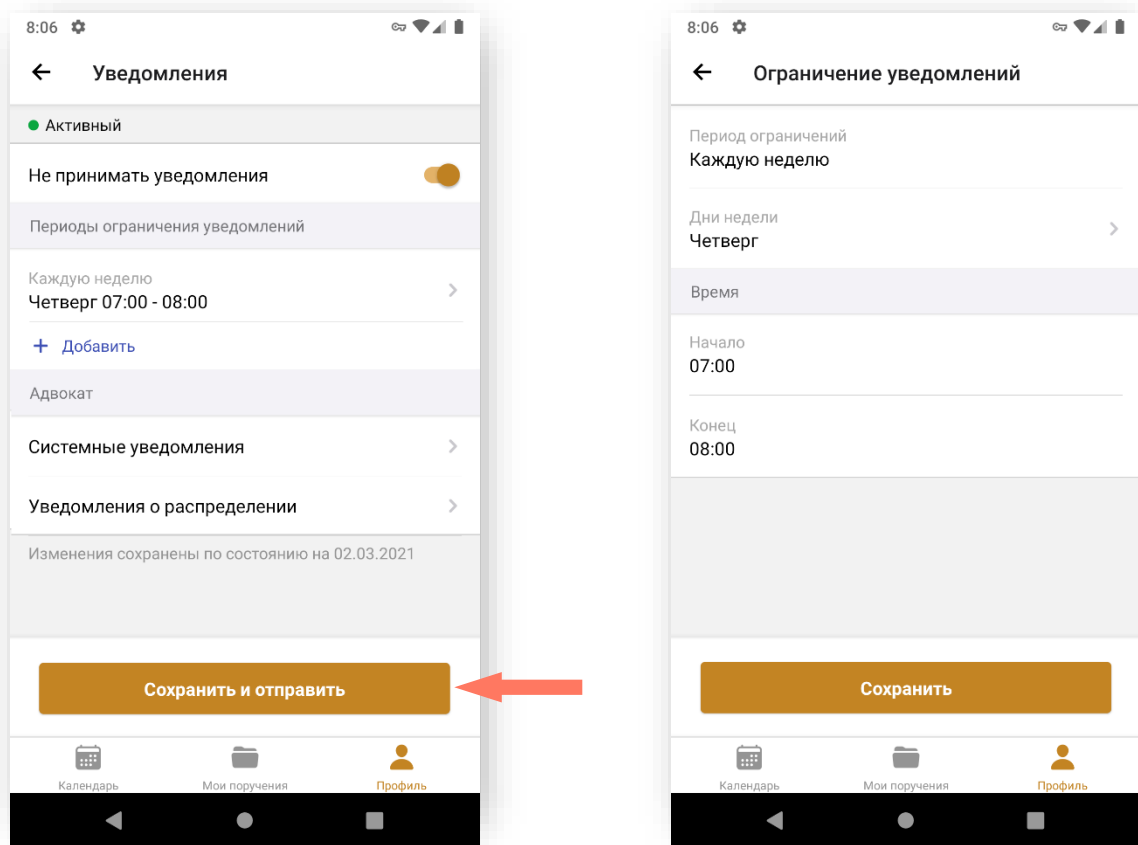 8:06
Уведомления
Активный
Не принимать уведомления
Периоды ограничения уведомлений
Каждую неделю
Четверг 07:00 - 08:00
+ Добавить
Адвокат
Системные уведомления
Уведомления о распределении
Изменения сохранены по состоянию на 02.03.2021
Сохранить и отправить
Календарь
Мои поручения
Профиль
8:06
Ограничение уведомлений
Период ограничений
Каждую неделю
Дни недели
Четверг
Время
Начало
07:00
Конец
08:00
Сохранить
Календарь
Мои поручения
Профиль